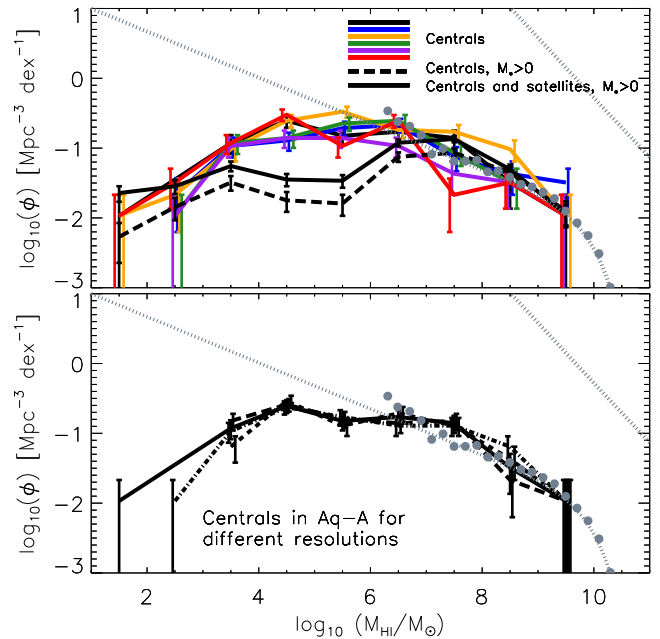 1
0
−1
−2
−3
log₁₀(ϕ) [Mpc⁻³ dex⁻¹]
Centrals
Centrals, M⁎>0
Centrals and satellites, M⁎>0
1
0
−1
−2
−3
log₁₀(ϕ) [Mpc⁻³ dex⁻¹]
Centrals in Aq−A for
different resolutions
2 4 6 8 10
log₁₀ (M_HI/M_⊙)